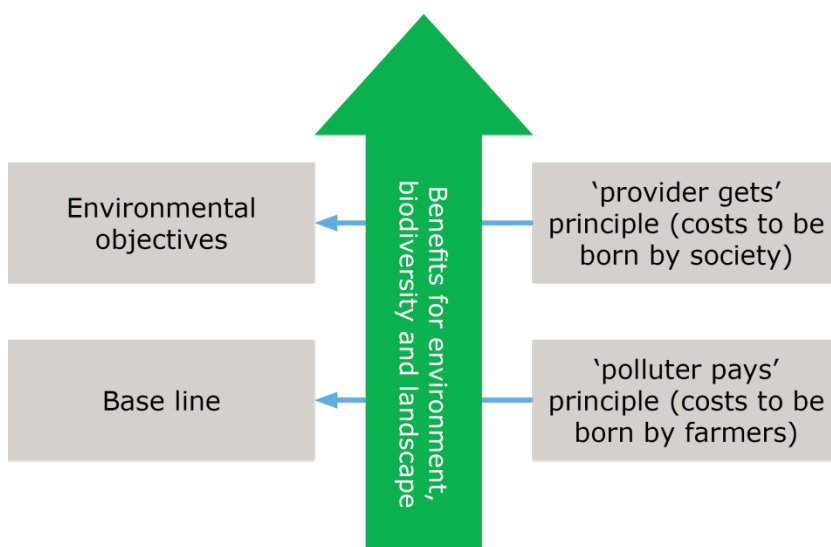 Environmental
objectives
Benefits for environment,
biodiversity and landscape
‘provider gets’
principle (costs to be
born by society)
Base line
‘polluter pays’
principle (costs to be
born by farmers)